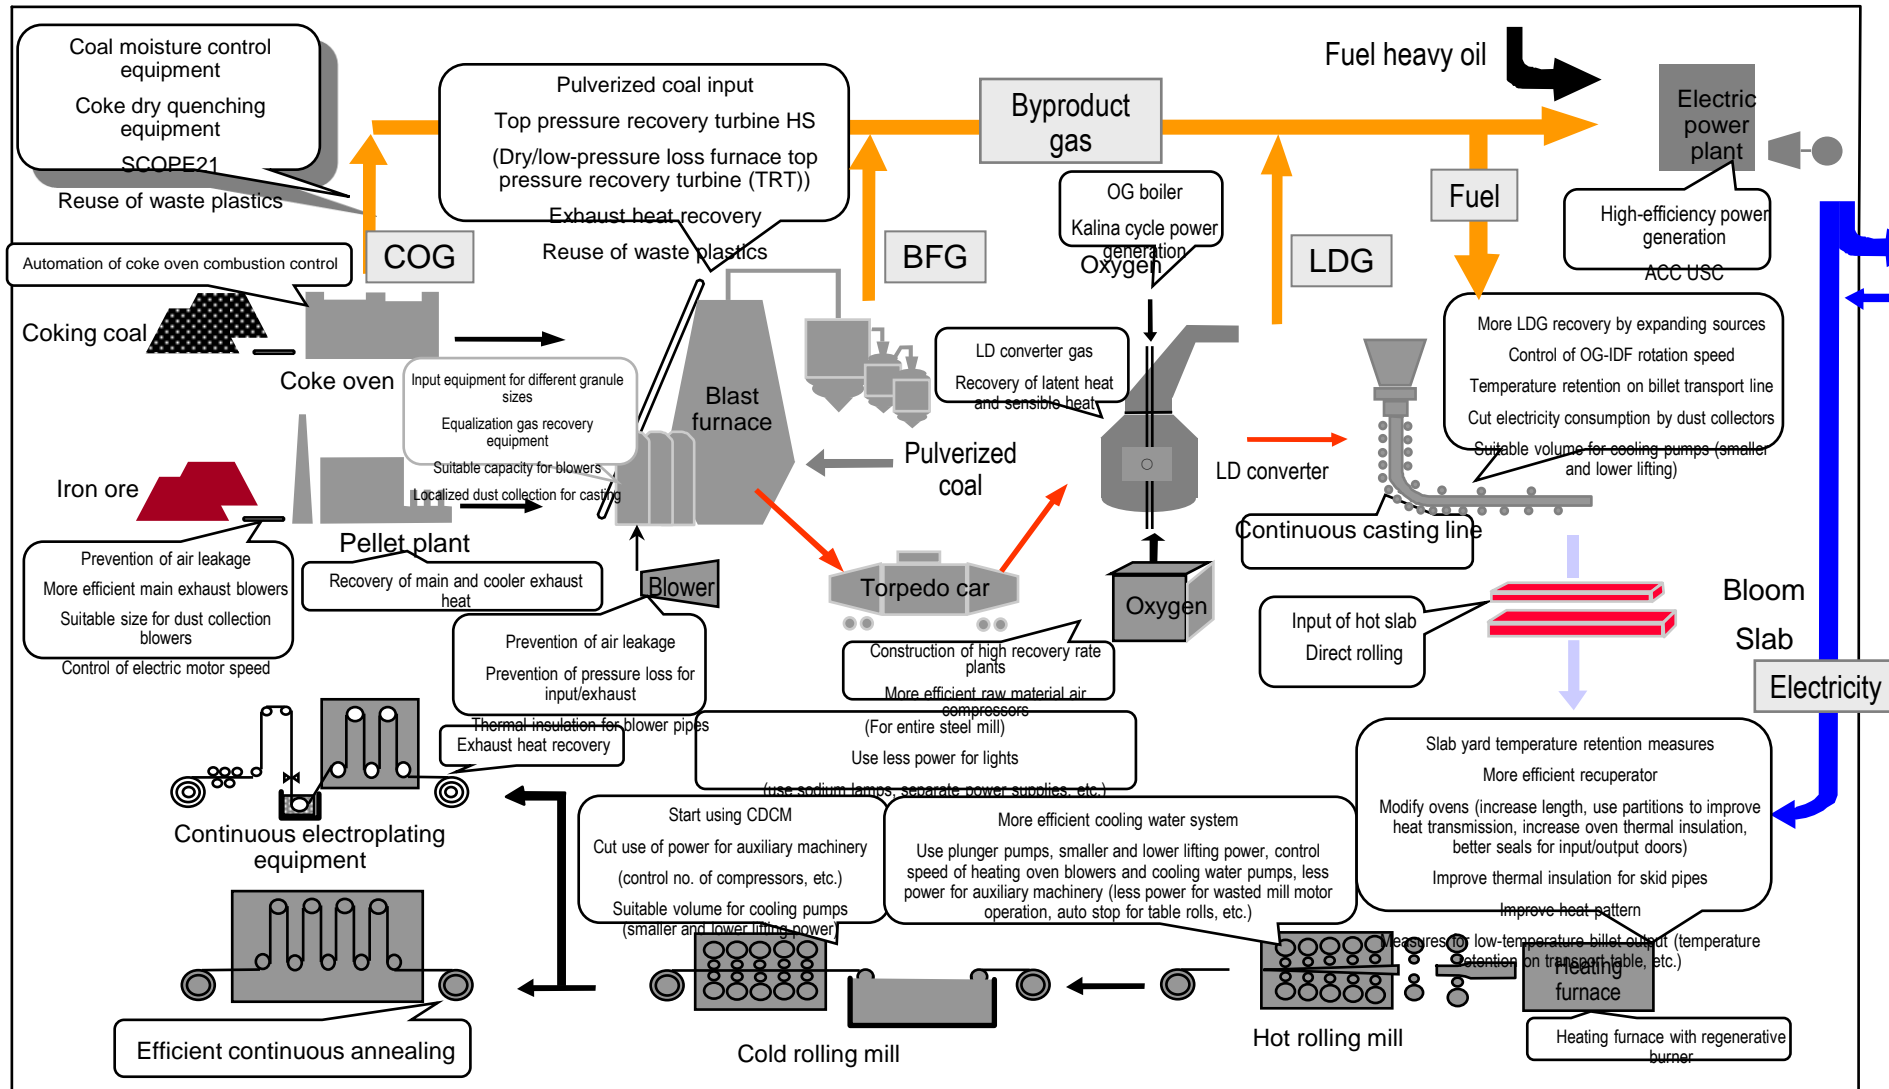 Coal moisture control
equipment
Coke dry quenching
equipment
SCOPE21
Reuse of waste plastics
Automation of coke oven combustion control
Pulverized coal input
Top pressure recovery turbine HS
(Dry/low-pressure loss furnace top
pressure recovery turbine (TRT))
Exhaust heat recovery
Reuse of waste plastics
Byproduct
gas
Fuel heavy oil
Electric
power
plant
COG
BFG
OG boiler
Kalina cycle power
generation
Oxygen
LDG
Fuel
High-efficiency power
generation
ACC USC
Coking coal
Coke oven
Input equipment for different granule
sizes
Equalization gas recovery
equipment
Suitable capacity for blowers
Localized dust collection for casting
Blast
furnace
LD converter gas
Recovery of latent heat
and sensible heat
More LDG recovery by expanding sources
Control of OG-IDF rotation speed
Temperature retention on billet transport line
Cut electricity consumption by dust collectors
Suitable volume for cooling pumps (smaller
and lower lifting)
Iron ore
Pellet plant
Pulverized
coal
LD converter
Continuous casting line
Prevention of air leakage
More efficient main exhaust blowers
Suitable size for dust collection
blowers
Control of electric motor speed
Recovery of main and cooler exhaust
heat
Blower
Torpedo car
Oxygen
Prevention of air leakage
Prevention of pressure loss for
input/exhaust
Thermal insulation for blower pipes
Construction of high recovery rate
plants
More efficient raw material air
compressors
Input of hot slab
Direct rolling
Bloom
Slab
Electricity
Exhaust heat recovery
(For entire steel mill)
Use less power for lights
(use sodium lamps, separate power supplies, etc.)
Continuous electroplating
equipment
Start using CDCM
Cut use of power for auxiliary machinery
(control no. of compressors, etc.)
Suitable volume for cooling pumps
(smaller and lower lifting power)
More efficient cooling water system
Use plunger pumps, smaller and lower lifting power, control
speed of heating oven blowers and cooling water pumps, less
power for auxiliary machinery (less power for wasted mill motor
operation, auto stop for table rolls, etc.)
Slab yard temperature retention measures
More efficient recuperator
Modify ovens (increase length, use partitions to improve
heat transmission, increase oven thermal insulation,
better seals for input/output doors)
Improve thermal insulation for skid pipes
Improve heat pattern
Measures for low-temperature billet output (temperature
retention on transport table, etc.)
Heating
furnace
Efficient continuous annealing
Cold rolling mill
Hot rolling mill
Heating furnace with regenerative
burner